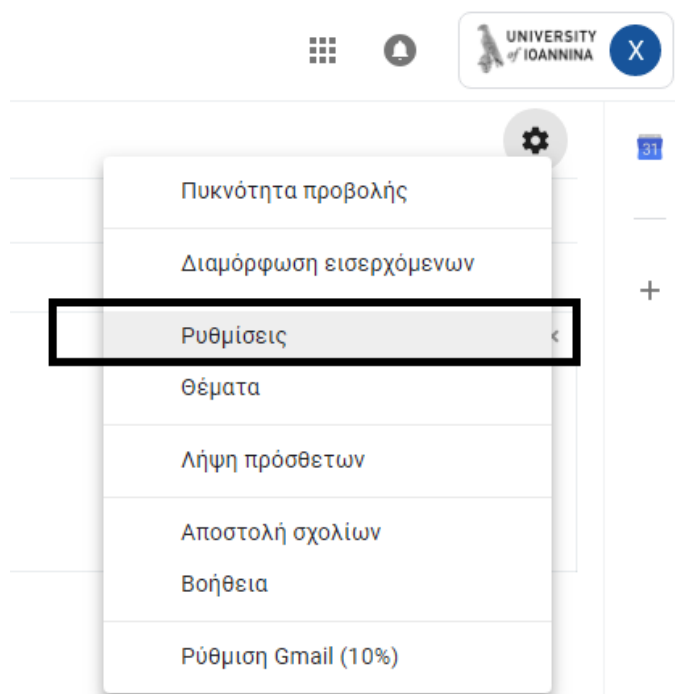 UNIVERSITY
of IOANNINA
X
31
Πυκνότητα προβολής
Διαμόρφωση εισερχόμενων
Ρυθμίσεις
Θέματα
Λήψη πρόσθετων
Αποστολή σχολίων
Βοήθεια
Ρύθμιση Gmail (10%)